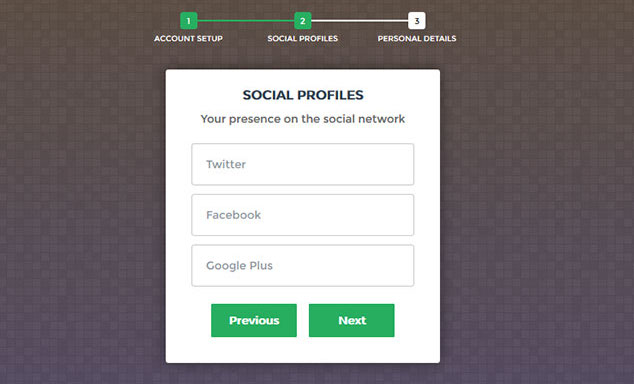 1 2 3
ACCOUNT SETUP SOCIAL PROFILES PERSONAL DETAILS
SOCIAL PROFILES
Your presence on the social network
Twitter
Facebook
Google Plus
Previous Next